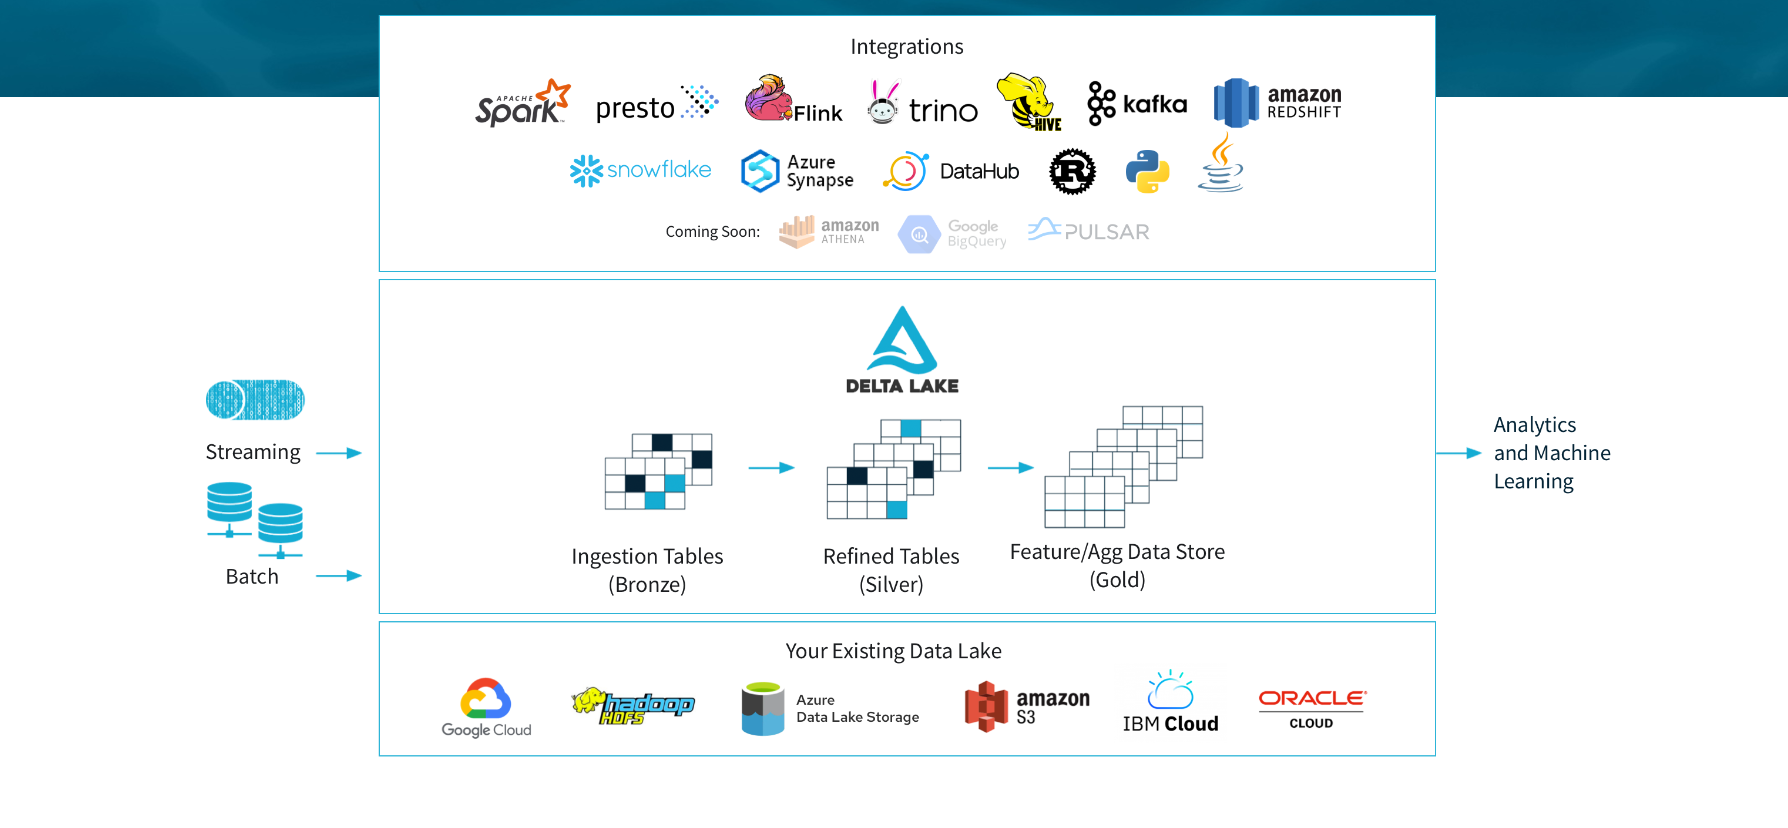 Integrations
APACHE
Spark™
presto
Flink
trino
HIVE
kafka
amazon
REDSHIFT
snowflake
Azure
Synapse
DataHub
R
Coming Soon:
amazon
ATHENA
Google
BigQuery
PULSAR
DELTA LAKE
Streaming
Batch
Ingestion Tables
(Bronze)
Refined Tables
(Silver)
Feature/Agg Data Store
(Gold)
Analytics
and Machine
Learning
Your Existing Data Lake
Google Cloud
hadoop
HDFS
Azure
Data Lake Storage
amazon
S3
IBM Cloud
ORACLE®
CLOUD